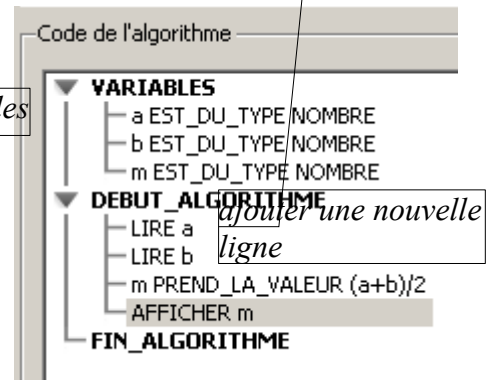 Code de l'algorithme
les
VARIABLES
a EST_DU_TYPE NOMBRE
b EST_DU_TYPE NOMBRE
m EST_DU_TYPE NOMBRE
DEBUT_ALGORITHME
ajouter une nouvelle
ligne
LIRE a
LIRE b
m PREND_LA_VALEUR (a+b)/2
AFFICHER m
FIN_ALGORITHME